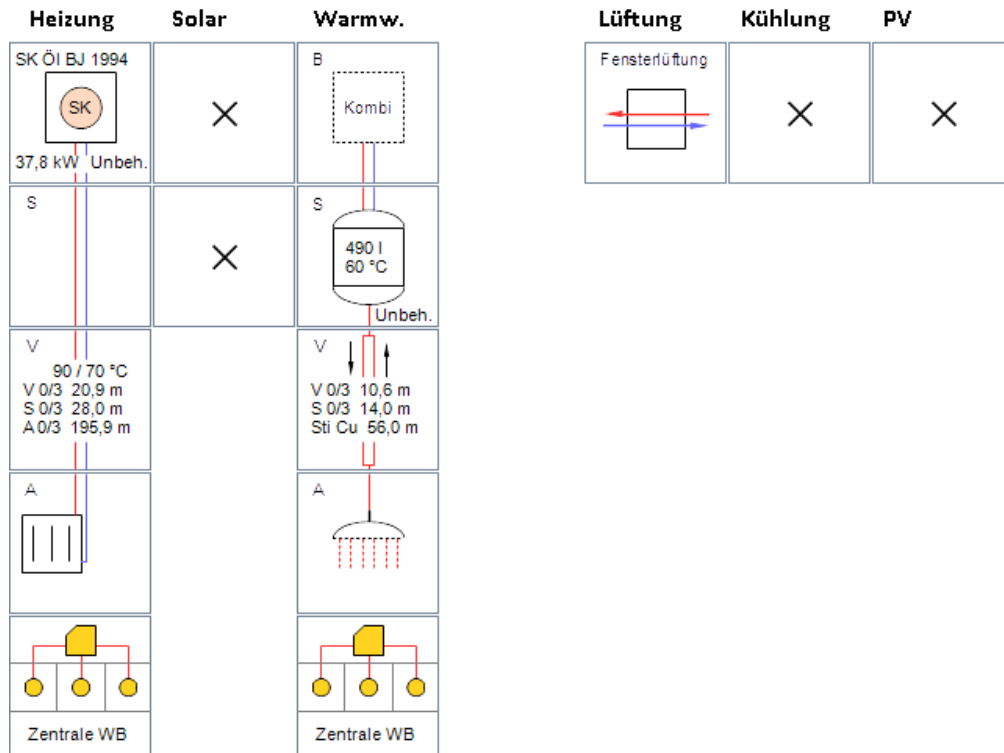 Heizung
Solar
Warmw.
Lüftung
Kühlung
PV
SK Öl BJ 1994
SK
37,8 kW Unbeh.
B
Kombi
Fensterlüftung
S
S
490 l
60 °C
Unbeh.
V
90 / 70 °C
V 0/3 20,9 m
S 0/3 28,0 m
A 0/3 195,9 m
V
V 0/3 10,6 m
S 0/3 14,0 m
Sti Cu 56,0 m
A
A
Zentrale WB
Zentrale WB